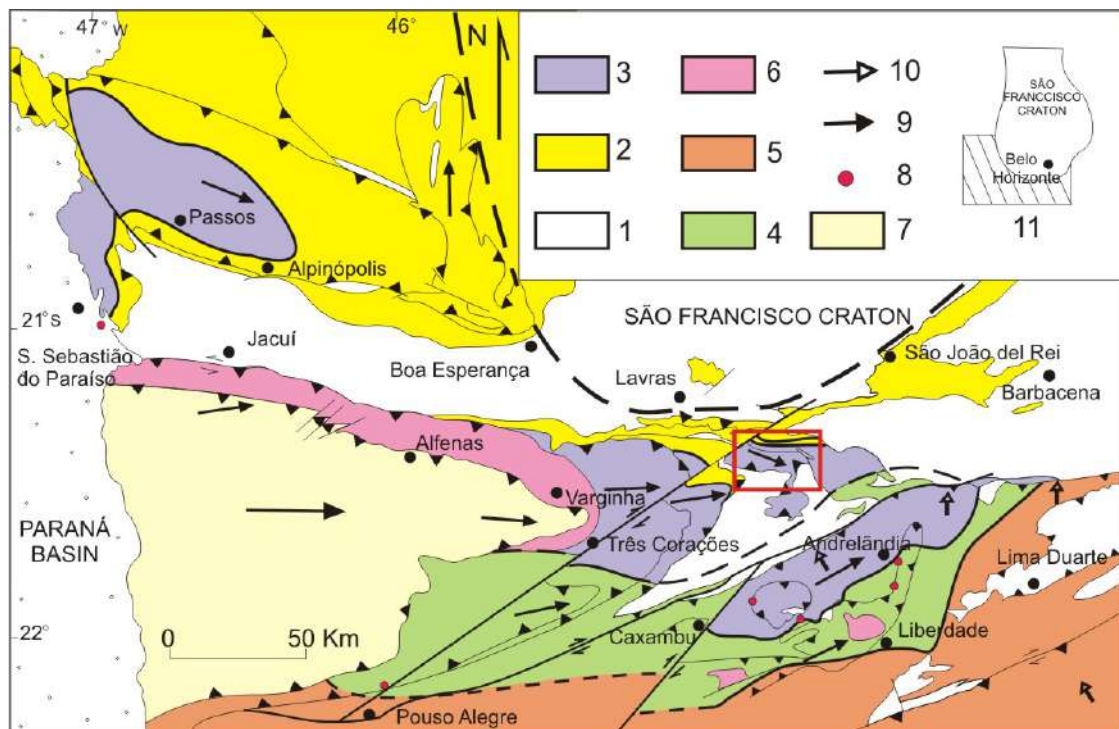 47° W
46°
N
3
6
10
9
2
5
8
1
4
7
11
SÃO
FRANCCISCO
CRATON
Belo
Horizonte
Passos
Alpinópolis
21°S
SÃO FRANCISCO CRATON
S. Sebastião
do Paraíso
Jacuí
Boa Esperança
Lavras
São João del Rei
Barbacena
Alfenas
Varginha
PARANÁ
BASIN
Três Corações
Andrelândia
Lima Duarte
22°
0 50 Km
Caxambu
Liberdade
Pouso Alegre